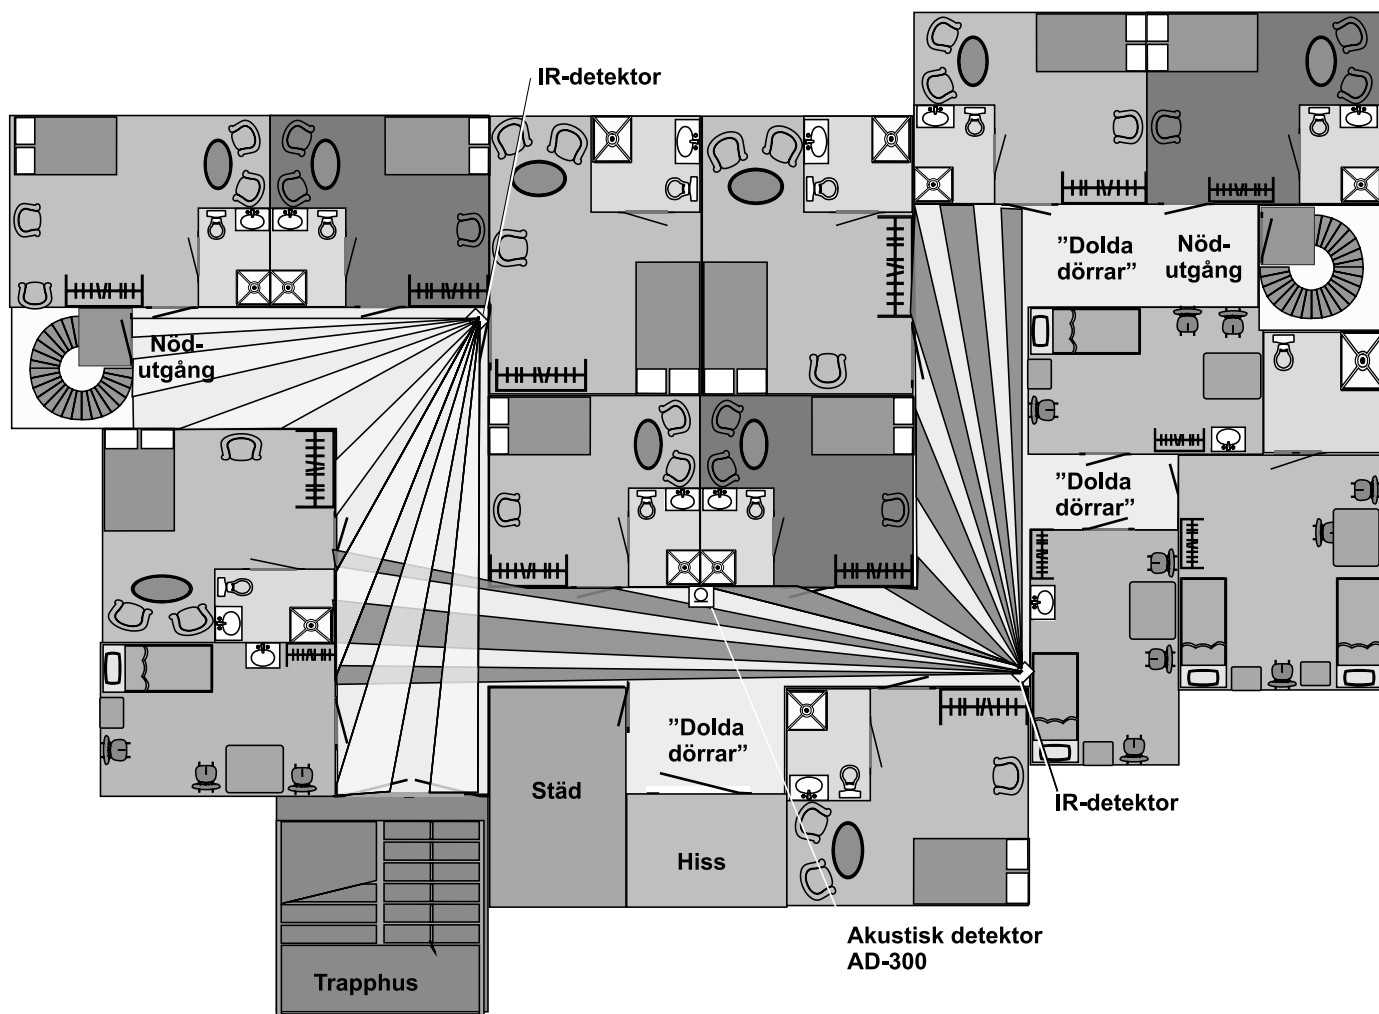 IR-detektor
”Dolda
dörrar”
Nöd-
utgång
Nöd-
utgång
”Dolda
dörrar”
”Dolda
dörrar”
Städ
IR-detektor
Hiss
Akustisk detektor
AD-300
Trapphus